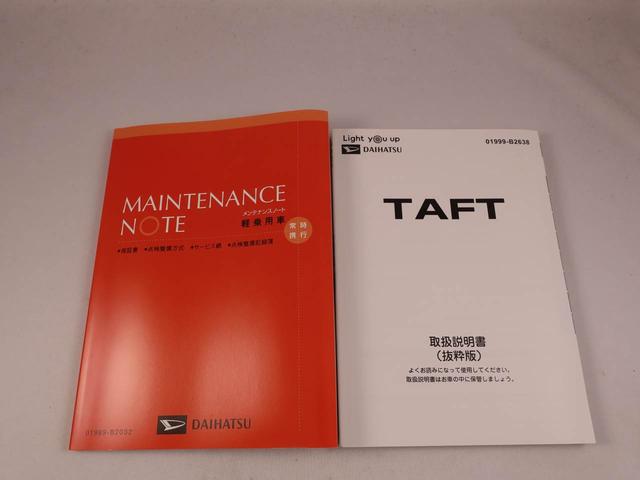 MAINTENANCE
NOTE
メンテナンスノート
軽乗用車
常時
携行
●保証書 ●点検整備方式 ●サービス網 ●点検整備記録簿
01999-B2032
DAIHATSU
Light you up
DAIHATSU
01999-B2638
TAFT
取扱説明書
(抜粋版)
よくお読みになって使用してください。
取扱説明書はお車の中に保管しましょう。